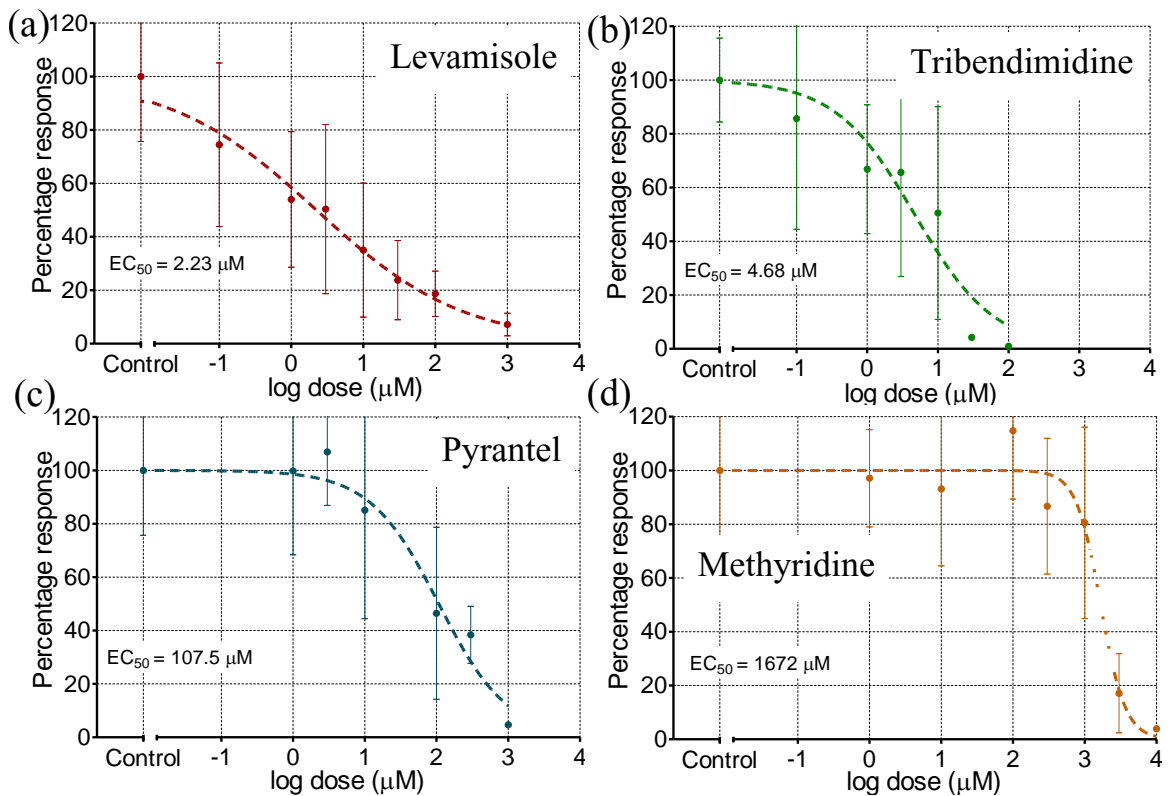 (a)
Levamisole
Percentage response
120
100
80
60
40
20
0
EC50 = 2.23 μM
Control
-1
0
1
2
3
4
log dose (μM)
(b)
Tribendimidine
Percentage response
120
100
80
60
40
20
0
EC50 = 4.68 μM
Control
-1
0
1
2
3
4
log dose (μM)
(c)
Pyrantel
Percentage response
120
100
80
60
40
20
0
EC50 = 107.5 μM
Control
-1
0
1
2
3
4
log dose (μM)
(d)
Methyridine
Percentage response
120
100
80
60
40
20
0
EC50 = 1672 μM
Control
-1
0
1
2
3
4
log dose (μM)